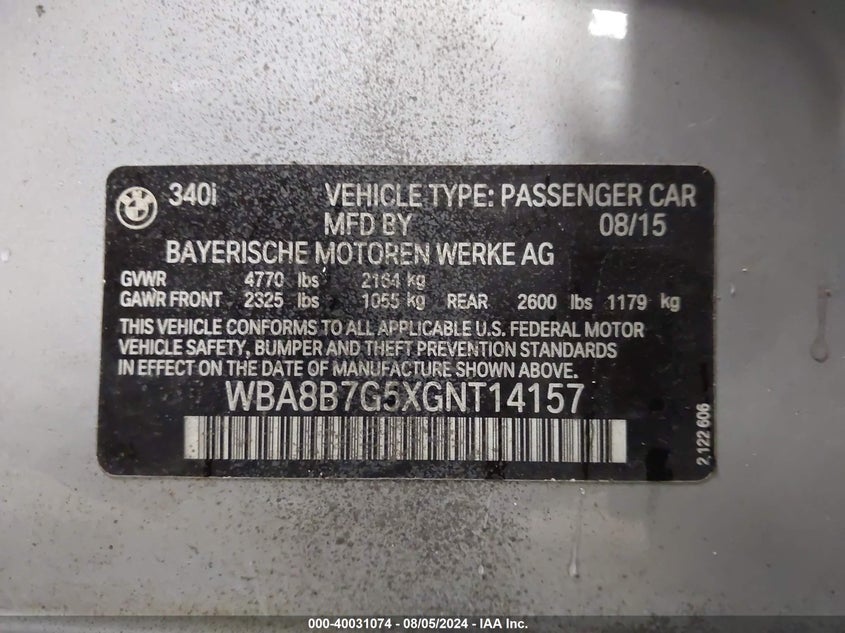 340i VEHICLE TYPE: PASSENGER CAR
MFD BY 08/15
BAYERISCHE MOTOREN WERKE AG
GVWR 4770 lbs 2164 kg
GAWR FRONT 2325 lbs 1055 kg REAR 2600 lbs 1179 kg
THIS VEHICLE CONFORMS TO ALL APPLICABLE U.S. FEDERAL MOTOR
VEHICLE SAFETY, BUMPER AND THEFT PREVENTION STANDARDS
IN EFFECT ON THE DATE OF MANUFACTURE SHOWN ABOVE.
WBA8B7G5XGNT14157
2 122 606
000-40031074 - 08/05/2024 - IAA Inc.